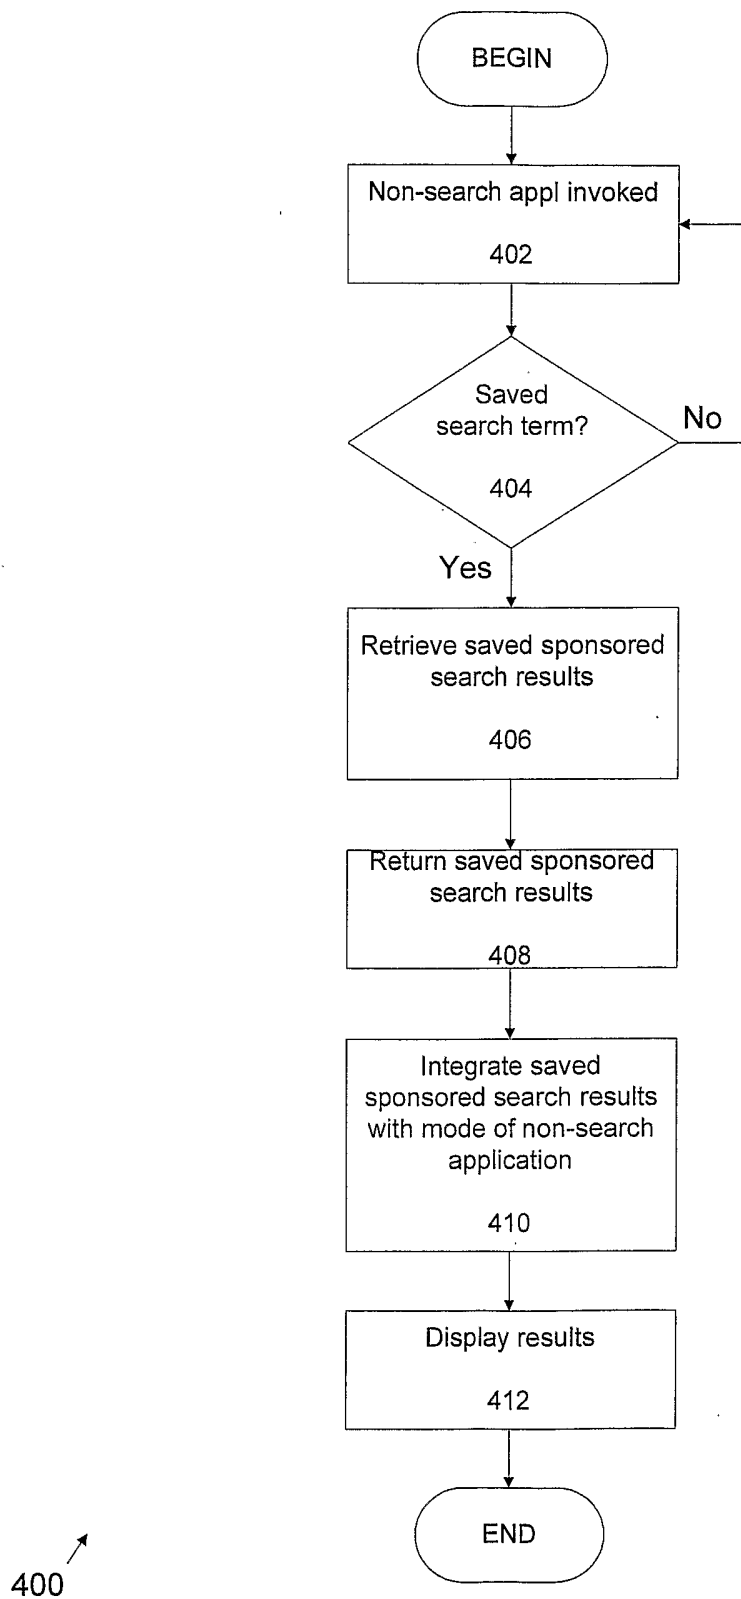 BEGIN
Non-search appl invoked
402
Saved
search term?
404
No
Yes
Retrieve saved sponsored
search results
406
Return saved sponsored
search results
408
Integrate saved
sponsored search results
with mode of non-search
application
410
Display results
412
END
400